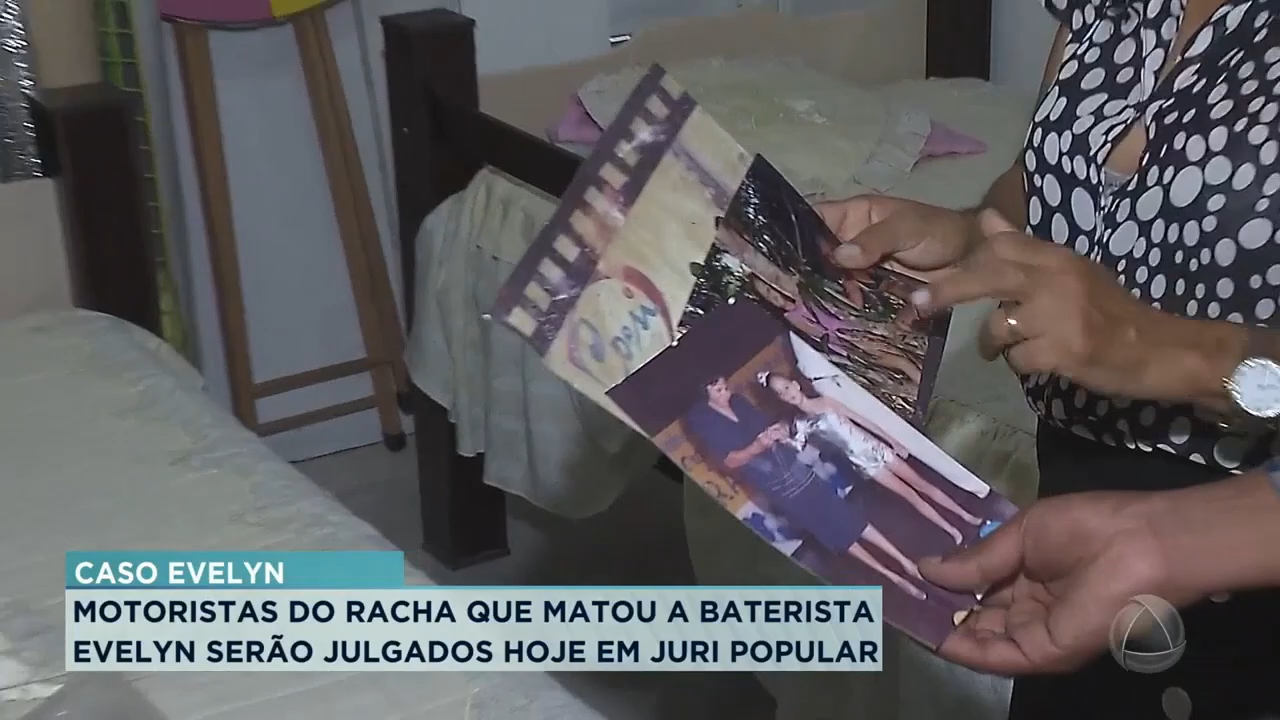 CASO EVELYN
MOTORISTAS DO RACHA QUE MATOU A BATERISTA
EVELYN SERÃO JULGADOS HOJE EM JURI POPULAR